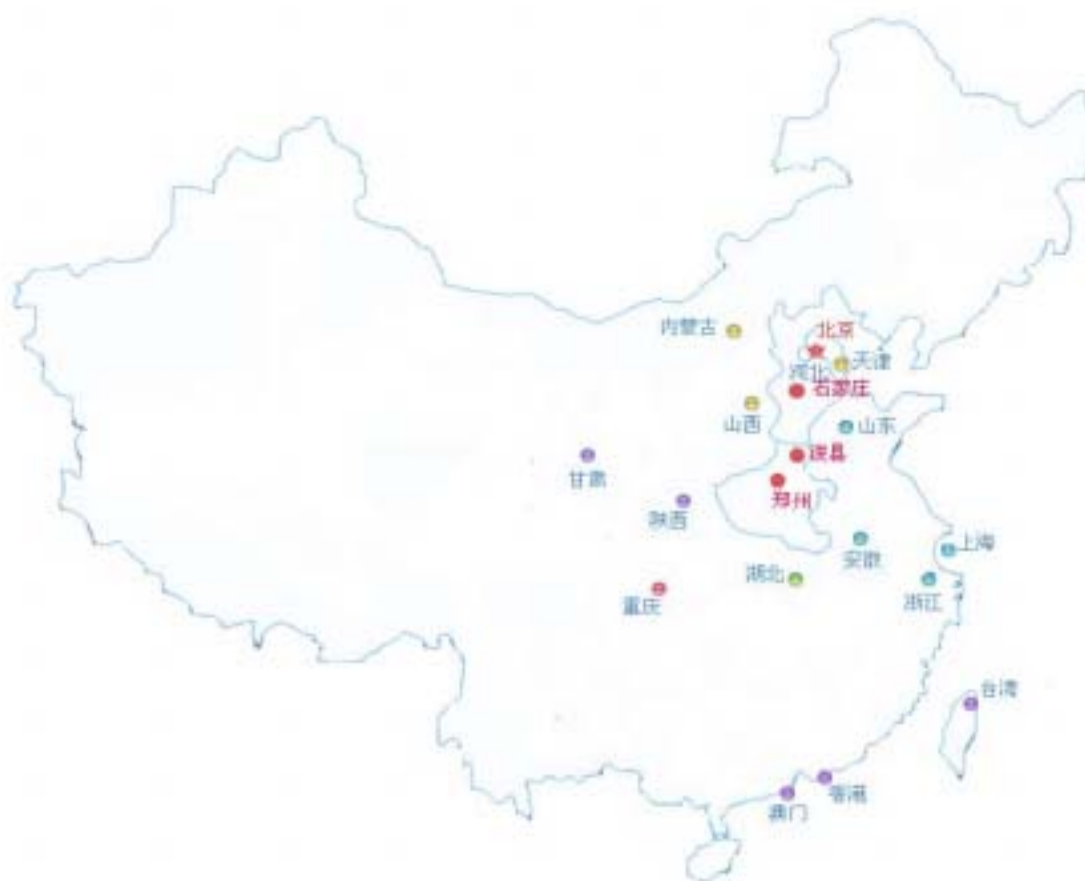 内蒙古
北京
天津
河北
石家庄
山西
山东
浚县
甘肃
郑州
陕西
安徽
上海
湖北
浙江
重庆
台湾
香港
澳门